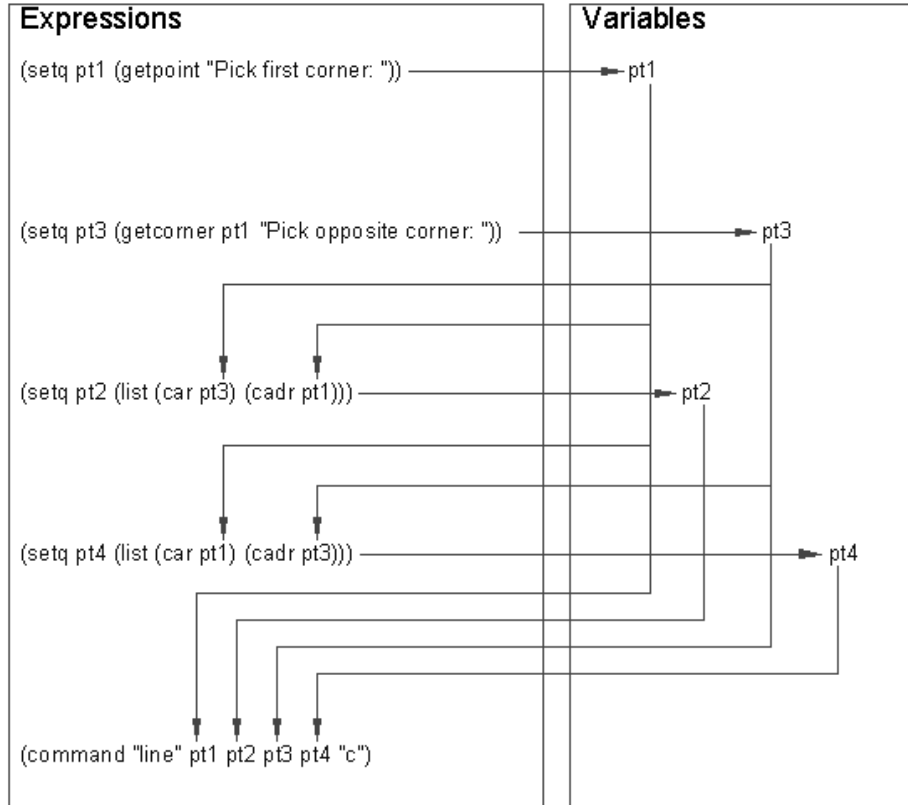 Expressions
Variables
(setq pt1 (getpoint "Pick first corner: "))
pt1
(setq pt3 (getcorner pt1 "Pick opposite corner: "))
pt3
(setq pt2 (list (car pt3) (cadr pt1)))
pt2
(setq pt4 (list (car pt1) (cadr pt3)))
pt4
(command "line" pt1 pt2 pt3 pt4 "c")